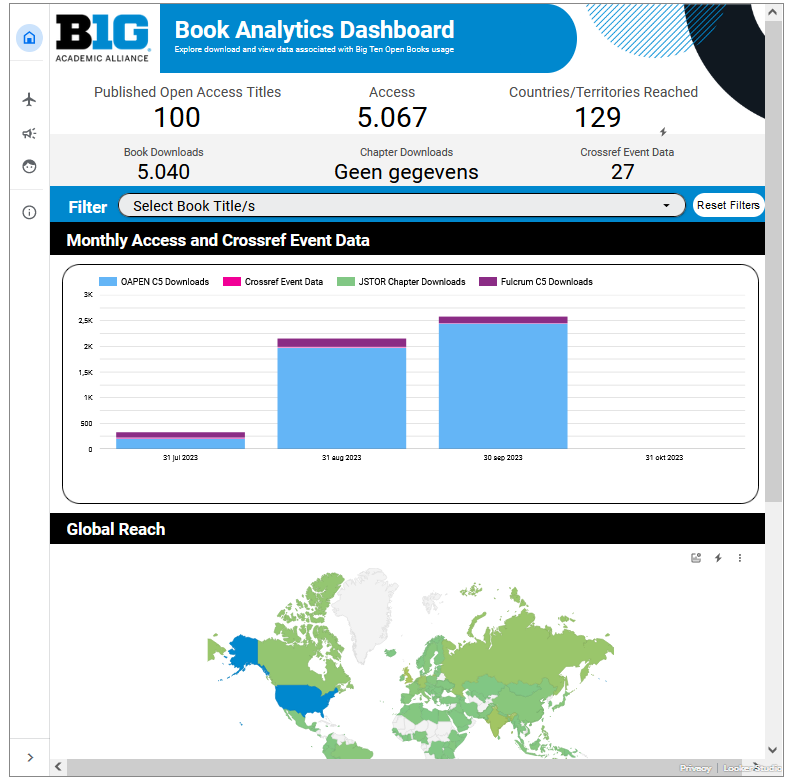 B1G
ACADEMIC ALLIANCE
Book Analytics Dashboard
Explore download and view data associated with Big Ten Open Books usage
Published Open Access Titles
100
Access
5.067
Countries/Territories Reached
129
Book Downloads
5.040
Chapter Downloads
Geen gegevens
Crossref Event Data
27
Filter
Select Book Title/s
Reset Filters
Monthly Access and Crossref Event Data
OAPEN C5 Downloads
Crossref Event Data
JSTOR Chapter Downloads
Fulcrum C5 Downloads
3K
2,5K
2K
1,5K
1K
500
0
31 jul 2023
31 aug 2023
30 sep 2023
31 okt 2023
Global Reach
Privacy
Looker Studio